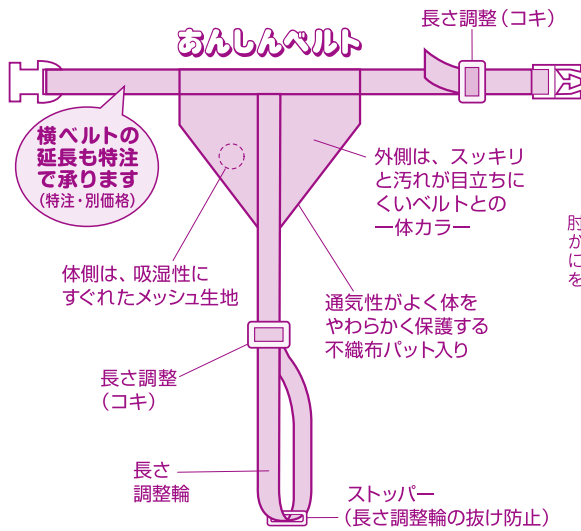 あんしんベルト
長さ調整（コキ）
横ベルトの
延長も特注
で承ります
（特注・別価格）
外側は、スッキリ
と汚れが目立ちに
くいベルトとの
一体カラー
体側は、吸湿性に
すぐれたメッシュ生地
通気性がよく体を
やわらかく保護する
不織布パット入り
長さ調整
（コキ）
長さ
調整輪
ストッパー
（長さ調整輪の抜け防止）
肘
が
に
を